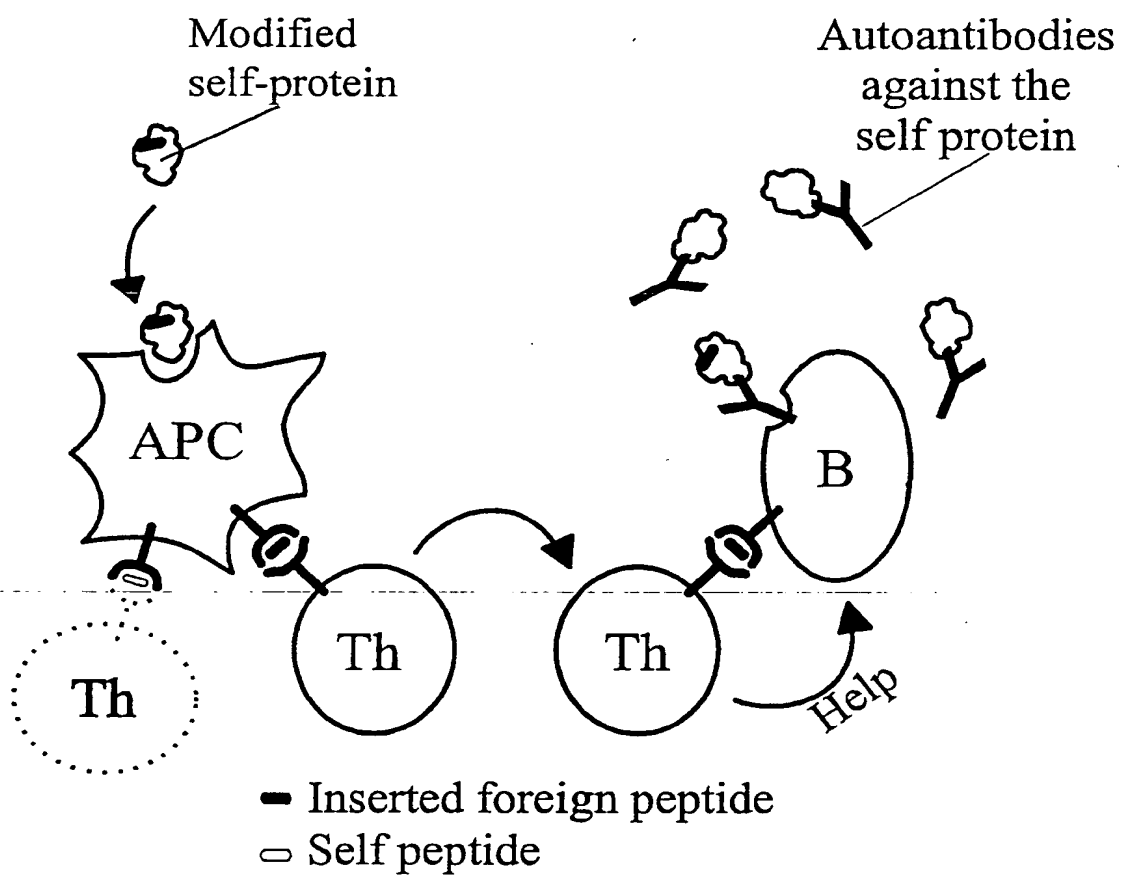 Modified
self-protein
Autoantibodies
against the
self protein
APC
B
Th
Th
Th
Help
Inserted foreign peptide
Self peptide